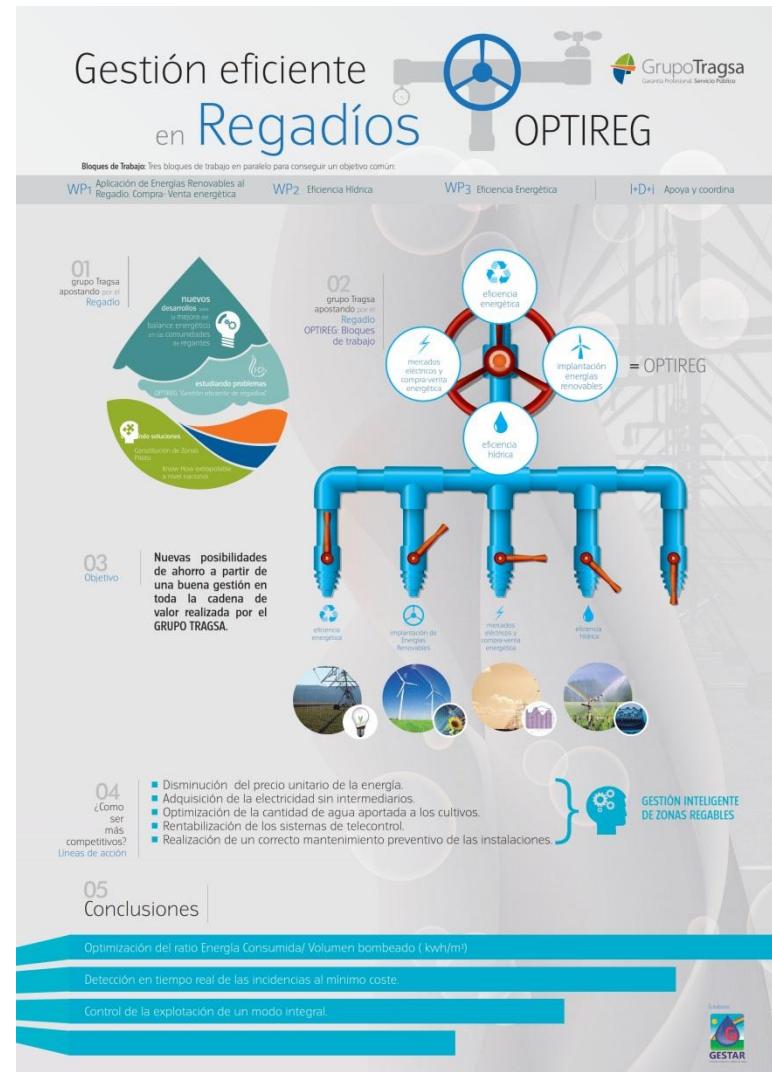 Gestión eficiente
en Regadíos
OPTIREG
GrupoTragsa
Garantía Profesional. Servicio Público
Bloques de Trabajo: Tres bloques de trabajo en paralelo para conseguir un objetivo común:
WP1 Aplicación de Energías Renovables al
Regadío. Compra- Venta energética
WP2 Eficiencia Hídrica
WP3 Eficiencia Energética
I+D+i Apoya y coordina
01
grupo Tragsa
apostando por el
Regadío
nuevos
desarrollos para
la mejora del
balance energético
en las comunidades
de regantes
estudiando problemas
OPTIREG "Gestión eficiente de regadíos"
ndo soluciones
Constitución de Zonas
Piloto
Know How extrapolable
a nivel nacional
02
grupo Tragsa
apostando por el
Regadío
OPTIREG: Bloques
de trabajo
eficiencia
energética
mercados
eléctricos y
compra-venta
energética
implantación
energías
renovables
eficiencia
hídrica
= OPTIREG
03
Objetivo
Nuevas posibilidades
de ahorro a partir de
una buena gestión en
toda la cadena de
valor realizada por el
GRUPO TRAGSA.
eficiencia
energética
implantación de
Energías
Renovables
mercados
eléctricos y
compra-venta
energética
eficiencia
hídrica
04
¿Como
ser
más
competitivos?
Líneas de acción
Disminución del precio unitario de la energía.
Adquisición de la electricidad sin intermediarios.
Optimización de la cantidad de agua aportada a los cultivos.
Rentabilización de los sistemas de telecontrol.
Realización de un correcto mantenimiento preventivo de las instalaciones.
GESTIÓN INTELIGENTE
DE ZONAS REGABLES
05
Conclusiones
Optimización del ratio Energía Consumida/ Volumen bombeado ( kwh/m³)
Detección en tiempo real de las incidencias al mínimo coste.
Control de la explotación de un modo integral.
GESTAR